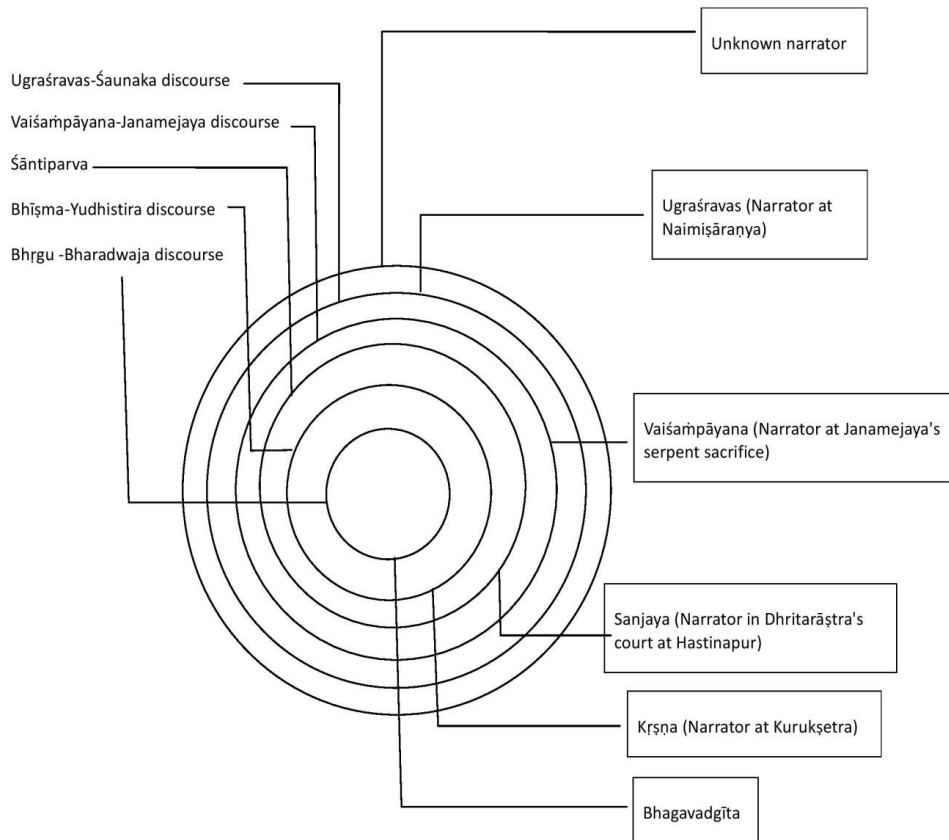 Unknown narrator
Ugraśravas-Śaunaka discourse
Vaiśaṁpāyana-Janamejaya discourse
Śāntiparva
Bhīṣma-Yudhistira discourse
Bhṛgu -Bharadwaja discourse
Ugraśravas (Narrator at
Naimiṣāraṇya)
Vaiśaṁpāyana (Narrator at Janamejaya's
serpent sacrifice)
Sanjaya (Narrator in Dhritarāṣtra's
court at Hastinapur)
Kṛṣṇa (Narrator at Kurukṣetra)
Bhagavadgīta